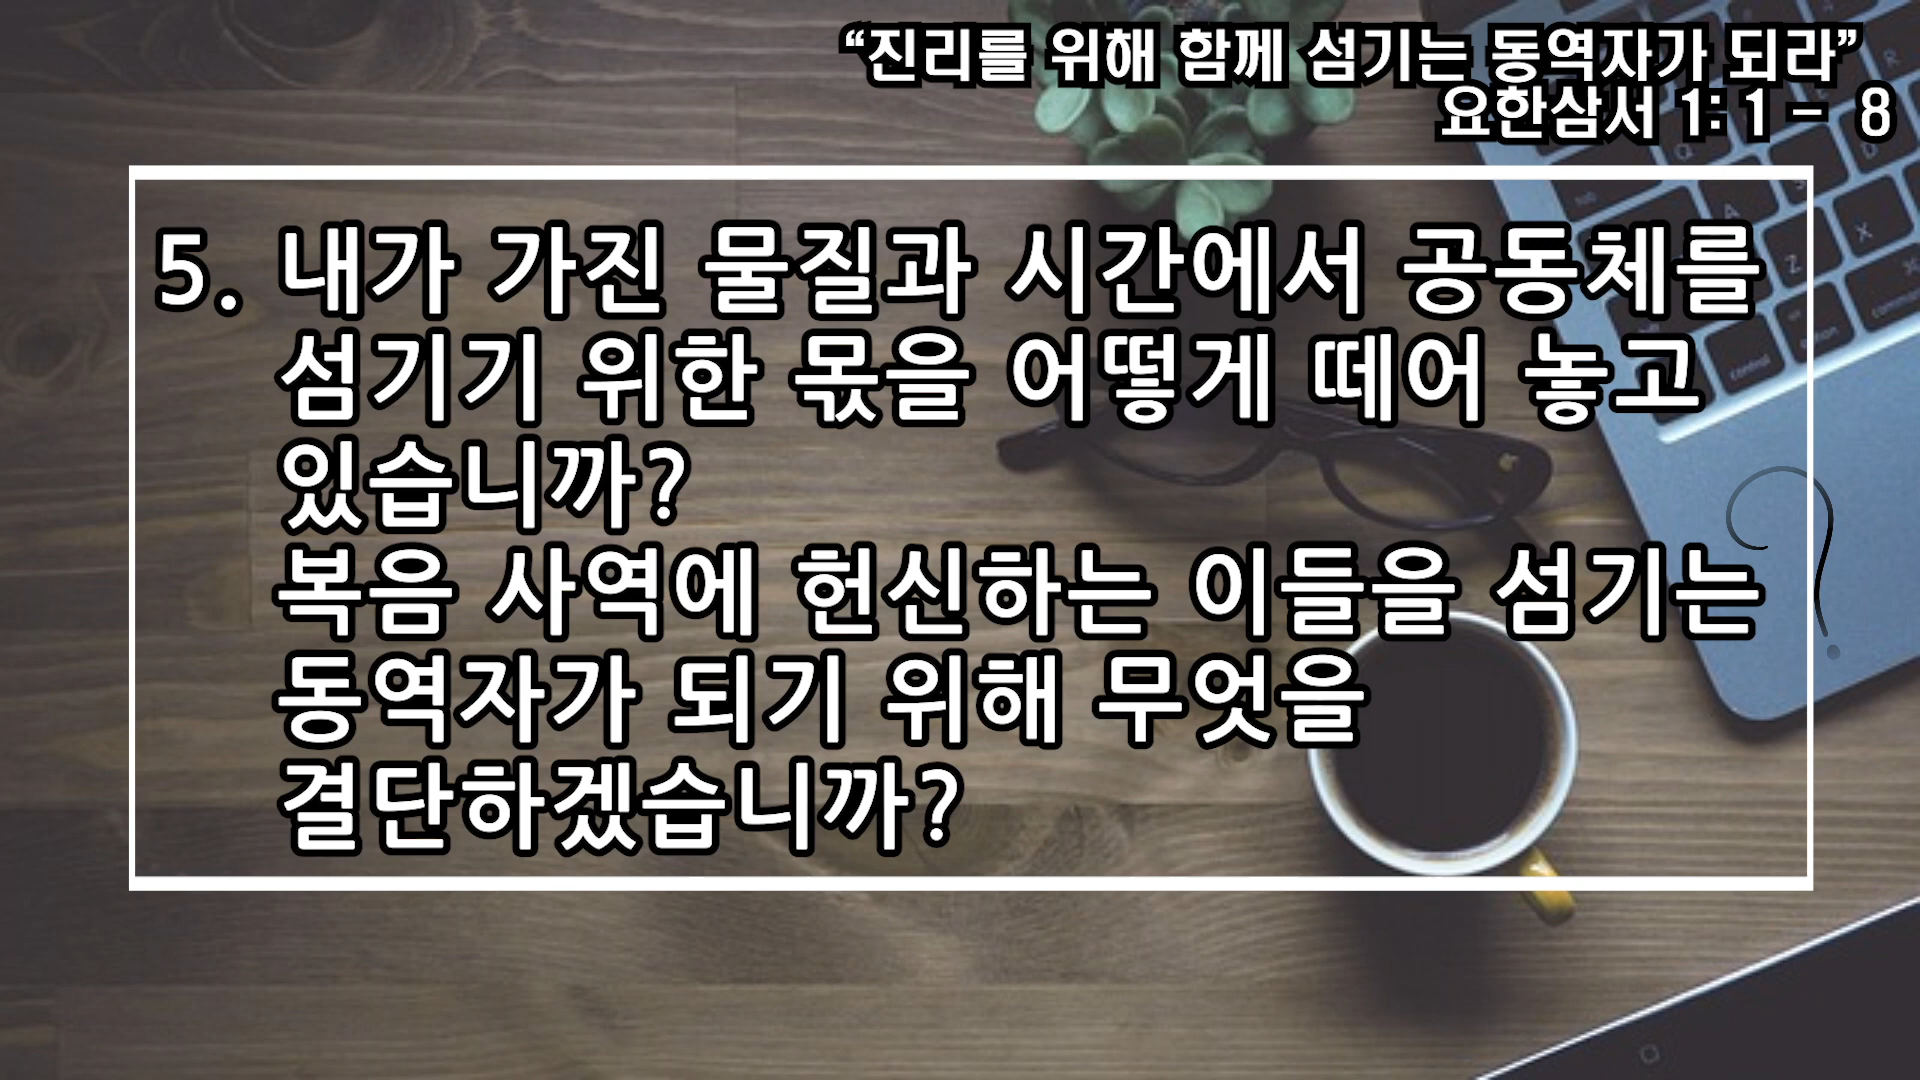 “진리를 위해 함께 섬기는 동역자가 되라”
요한삼서 1: 1 - 8
5. 내가 가진 물질과 시간에서 공동체를
섬기기 위한 몫을 어떻게 떼어 놓고
있습니까?
복음 사역에 헌신하는 이들을 섬기는
동역자가 되기 위해 무엇을
결단하겠습니까?